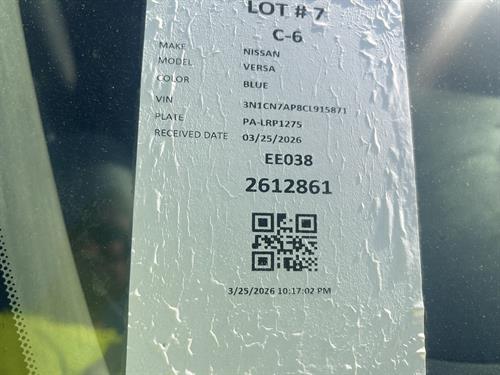 LOT # 7
C-6
MAKE NISSAN
MODEL VERSA
COLOR BLUE
VIN 3N1CN7AP8CL915871
PLATE PA-LRP1275
RECEIVED DATE 03/25/2026
EE038
2612861
3/25/2026 10:17:02 PM